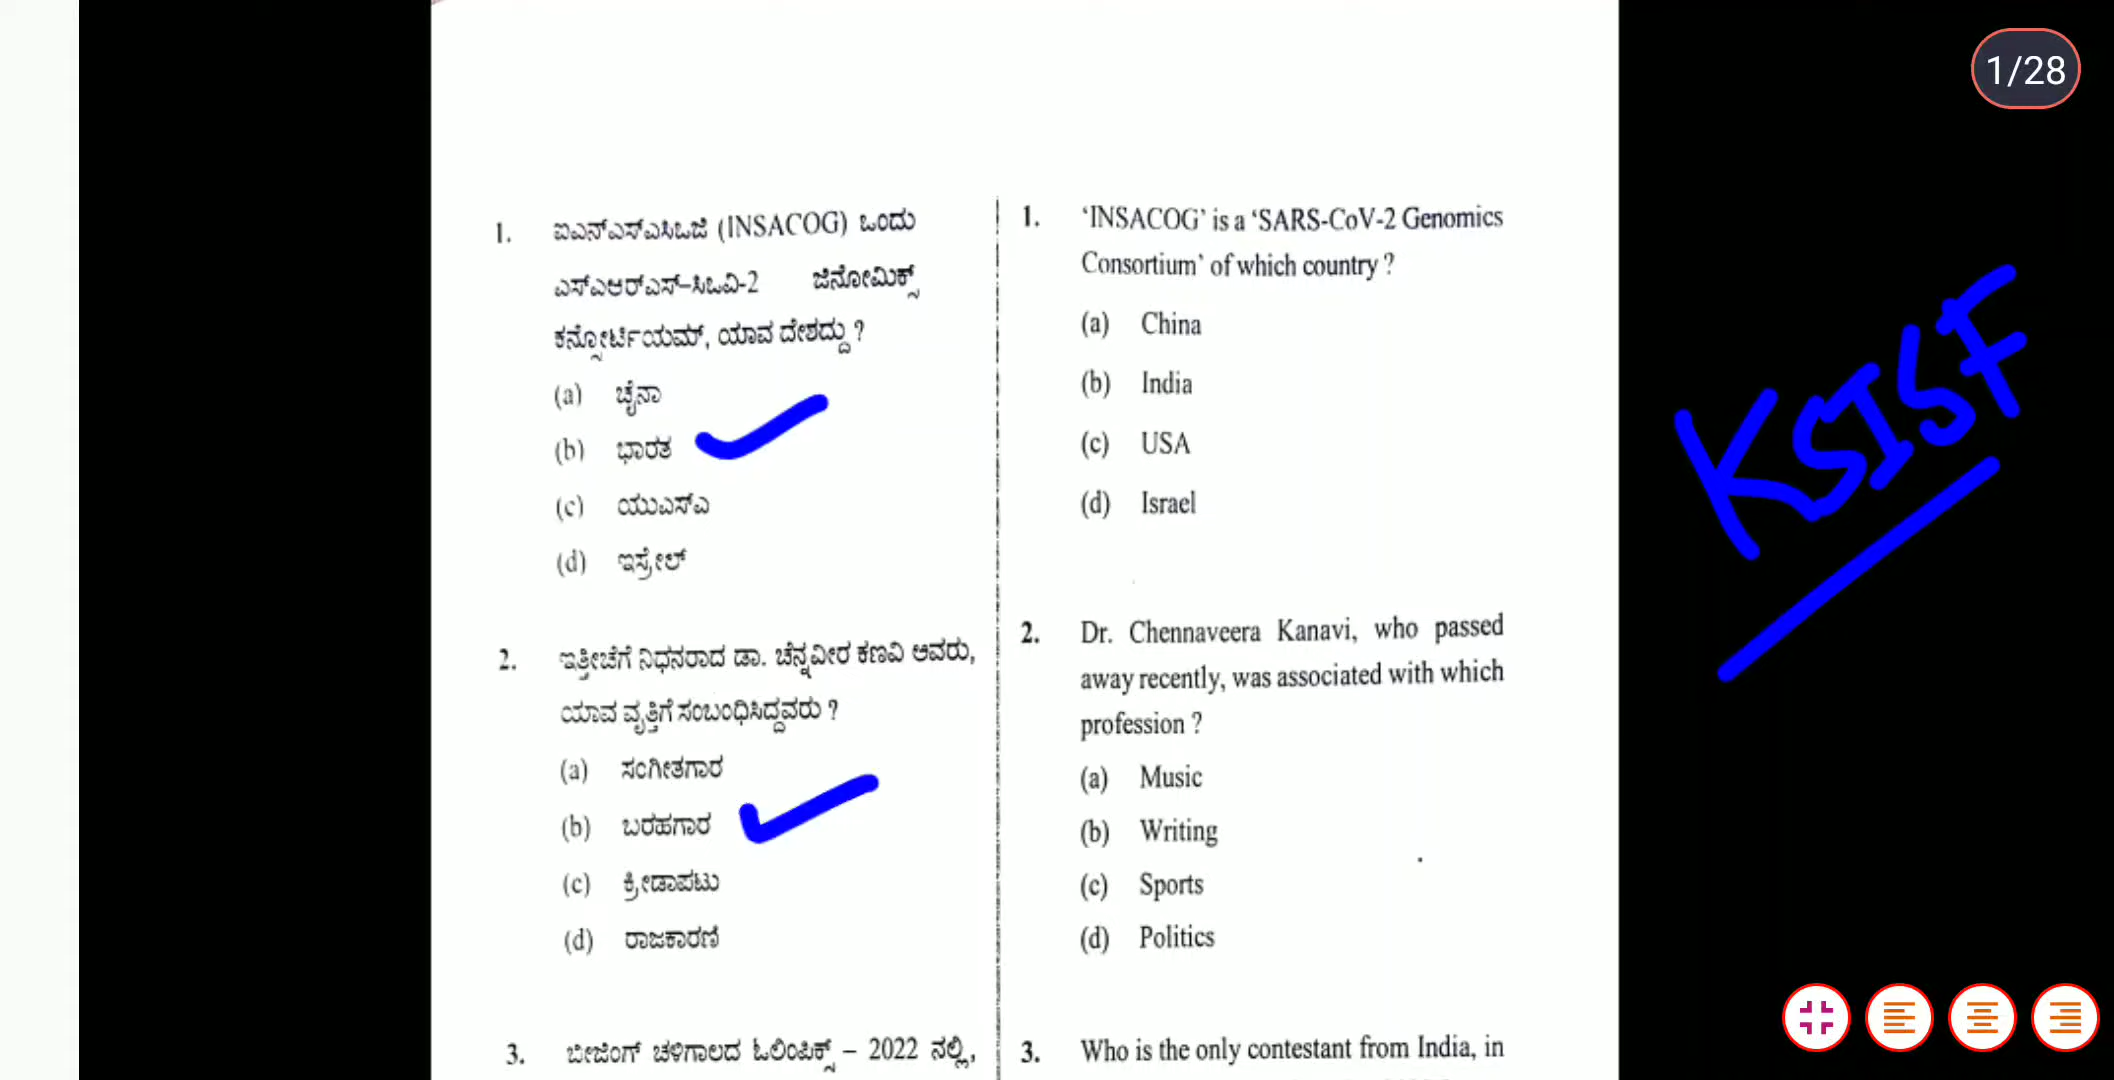 1/28
1. ಐಎನ್‌ಎಸ್‌ಎಸಿಒಜಿ (INSACOG) ಒಂದು
ಎಸ್‌ಎಆರ್‌ಎಸ್–ಸಿಒವಿ-2 ಜಿನೋಮಿಕ್ಸ್
ಕನ್ಸೋರ್ಟಿಯಮ್, ಯಾವ ದೇಶದ್ದು ?
(a) ಚೈನಾ
(b) ಭಾರತ
(c) ಯುಎಸ್‌ಎ
(d) ಇಸ್ರೇಲ್
2. ಇತ್ತೀಚೆಗೆ ನಿಧನರಾದ ಡಾ. ಚೆನ್ನವೀರ ಕಣವಿ ಅವರು,
ಯಾವ ವೃತ್ತಿಗೆ ಸಂಬಂಧಿಸಿದ್ದವರು ?
(a) ಸಂಗೀತಗಾರ
(b) ಬರಹಗಾರ
(c) ಕ್ರೀಡಾಪಟು
(d) ರಾಜಕಾರಣಿ
3. ಬೀಜಿಂಗ್ ಚಳಿಗಾಲದ ಓಲಿಂಪಿಕ್ಸ್ – 2022 ನಲ್ಲಿ,
1. ‘INSACOG’ is a ‘SARS-CoV-2 Genomics
Consortium’ of which country ?
(a) China
(b) India
(c) USA
(d) Israel
2. Dr. Chennaveera Kanavi, who passed
away recently, was associated with which
profession ?
(a) Music
(b) Writing
(c) Sports
(d) Politics
3. Who is the only contestant from India, in
KSISF